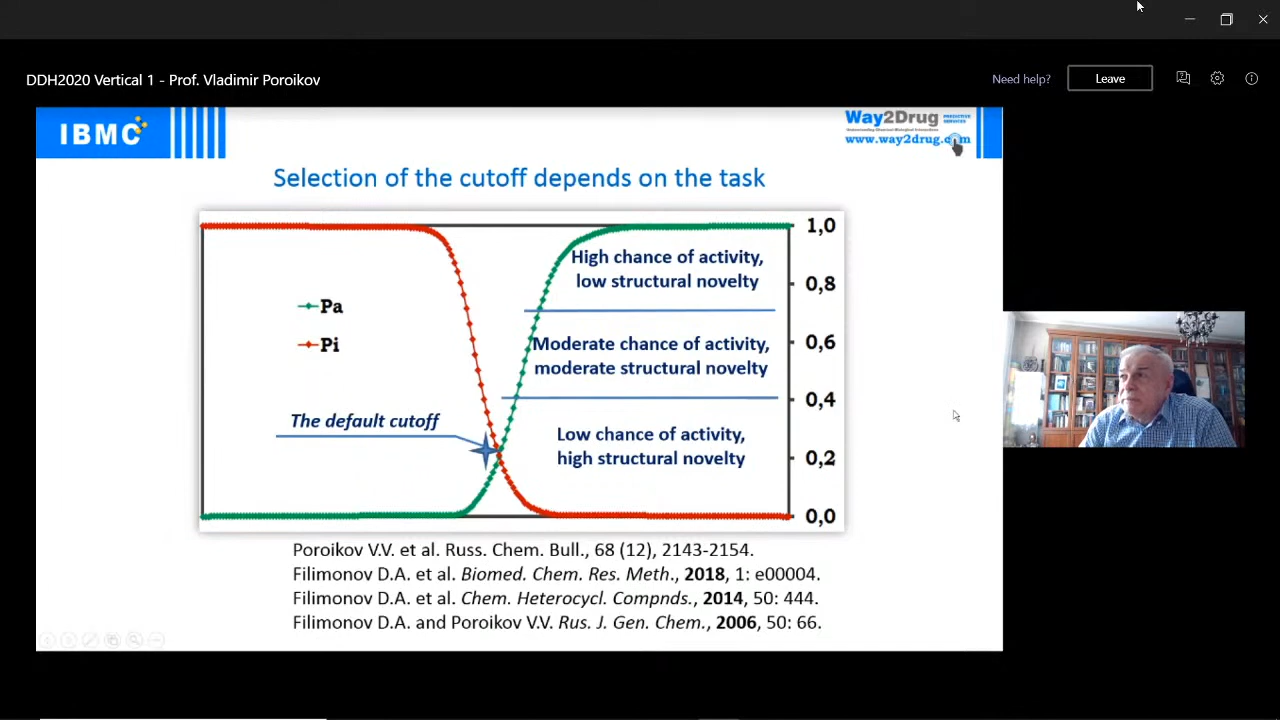 DDH2020 Vertical 1 - Prof. Vladimir Poroikov
Need help?
Leave
IBMC
Way2Drug
www.way2drug.com
Selection of the cutoff depends on the task
1,0
High chance of activity,
low structural novelty
0,8
Pa
Pi
Moderate chance of activity,
moderate structural novelty
0,6
0,4
The default cutoff
Low chance of activity,
high structural novelty
0,2
0,0
Poroikov V.V. et al. Russ. Chem. Bull., 68 (12), 2143-2154.
Filimonov D.A. et al. Biomed. Chem. Res. Meth., 2018, 1: e00004.
Filimonov D.A. et al. Chem. Heterocycl. Compnds., 2014, 50: 444.
Filimonov D.A. and Poroikov V.V. Rus. J. Gen. Chem., 2006, 50: 66.